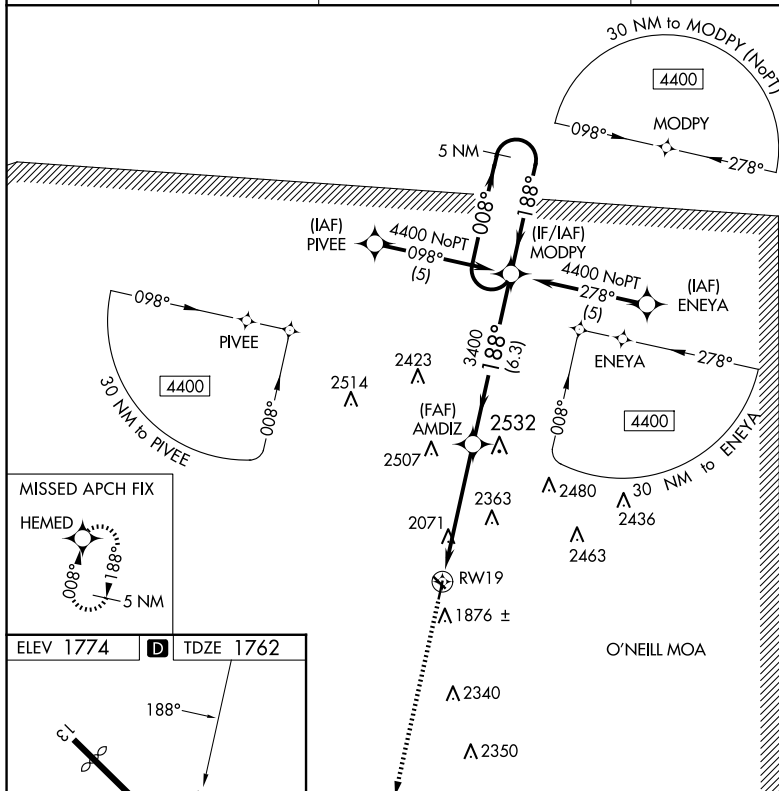 30 NM to MODPY (NoPT)
4400
098°
MODPY
278°
5 NM
008°
188°
(IAF)
PIVEE
4400 NoPT
098°
(5)
(IF/IAF)
MODPY
4400 NoPT
278°
(5)
(IAF)
ENEYA
098°
PIVEE
4400
008°
30 NM to PIVEE
3400
188°
(6.3)
ENEYA
278°
008°
4400
30 NM to ENEYA
2423
2514
(FAF)
AMDIZ
2532
2507
2480
2436
2363
2463
2071
MISSED APCH FIX
HEMED
008°
188°
5 NM
RW19
1876 ±
O'NEILL MOA
ELEV 1774
D
TDZE 1762
188°
13
2340
2350